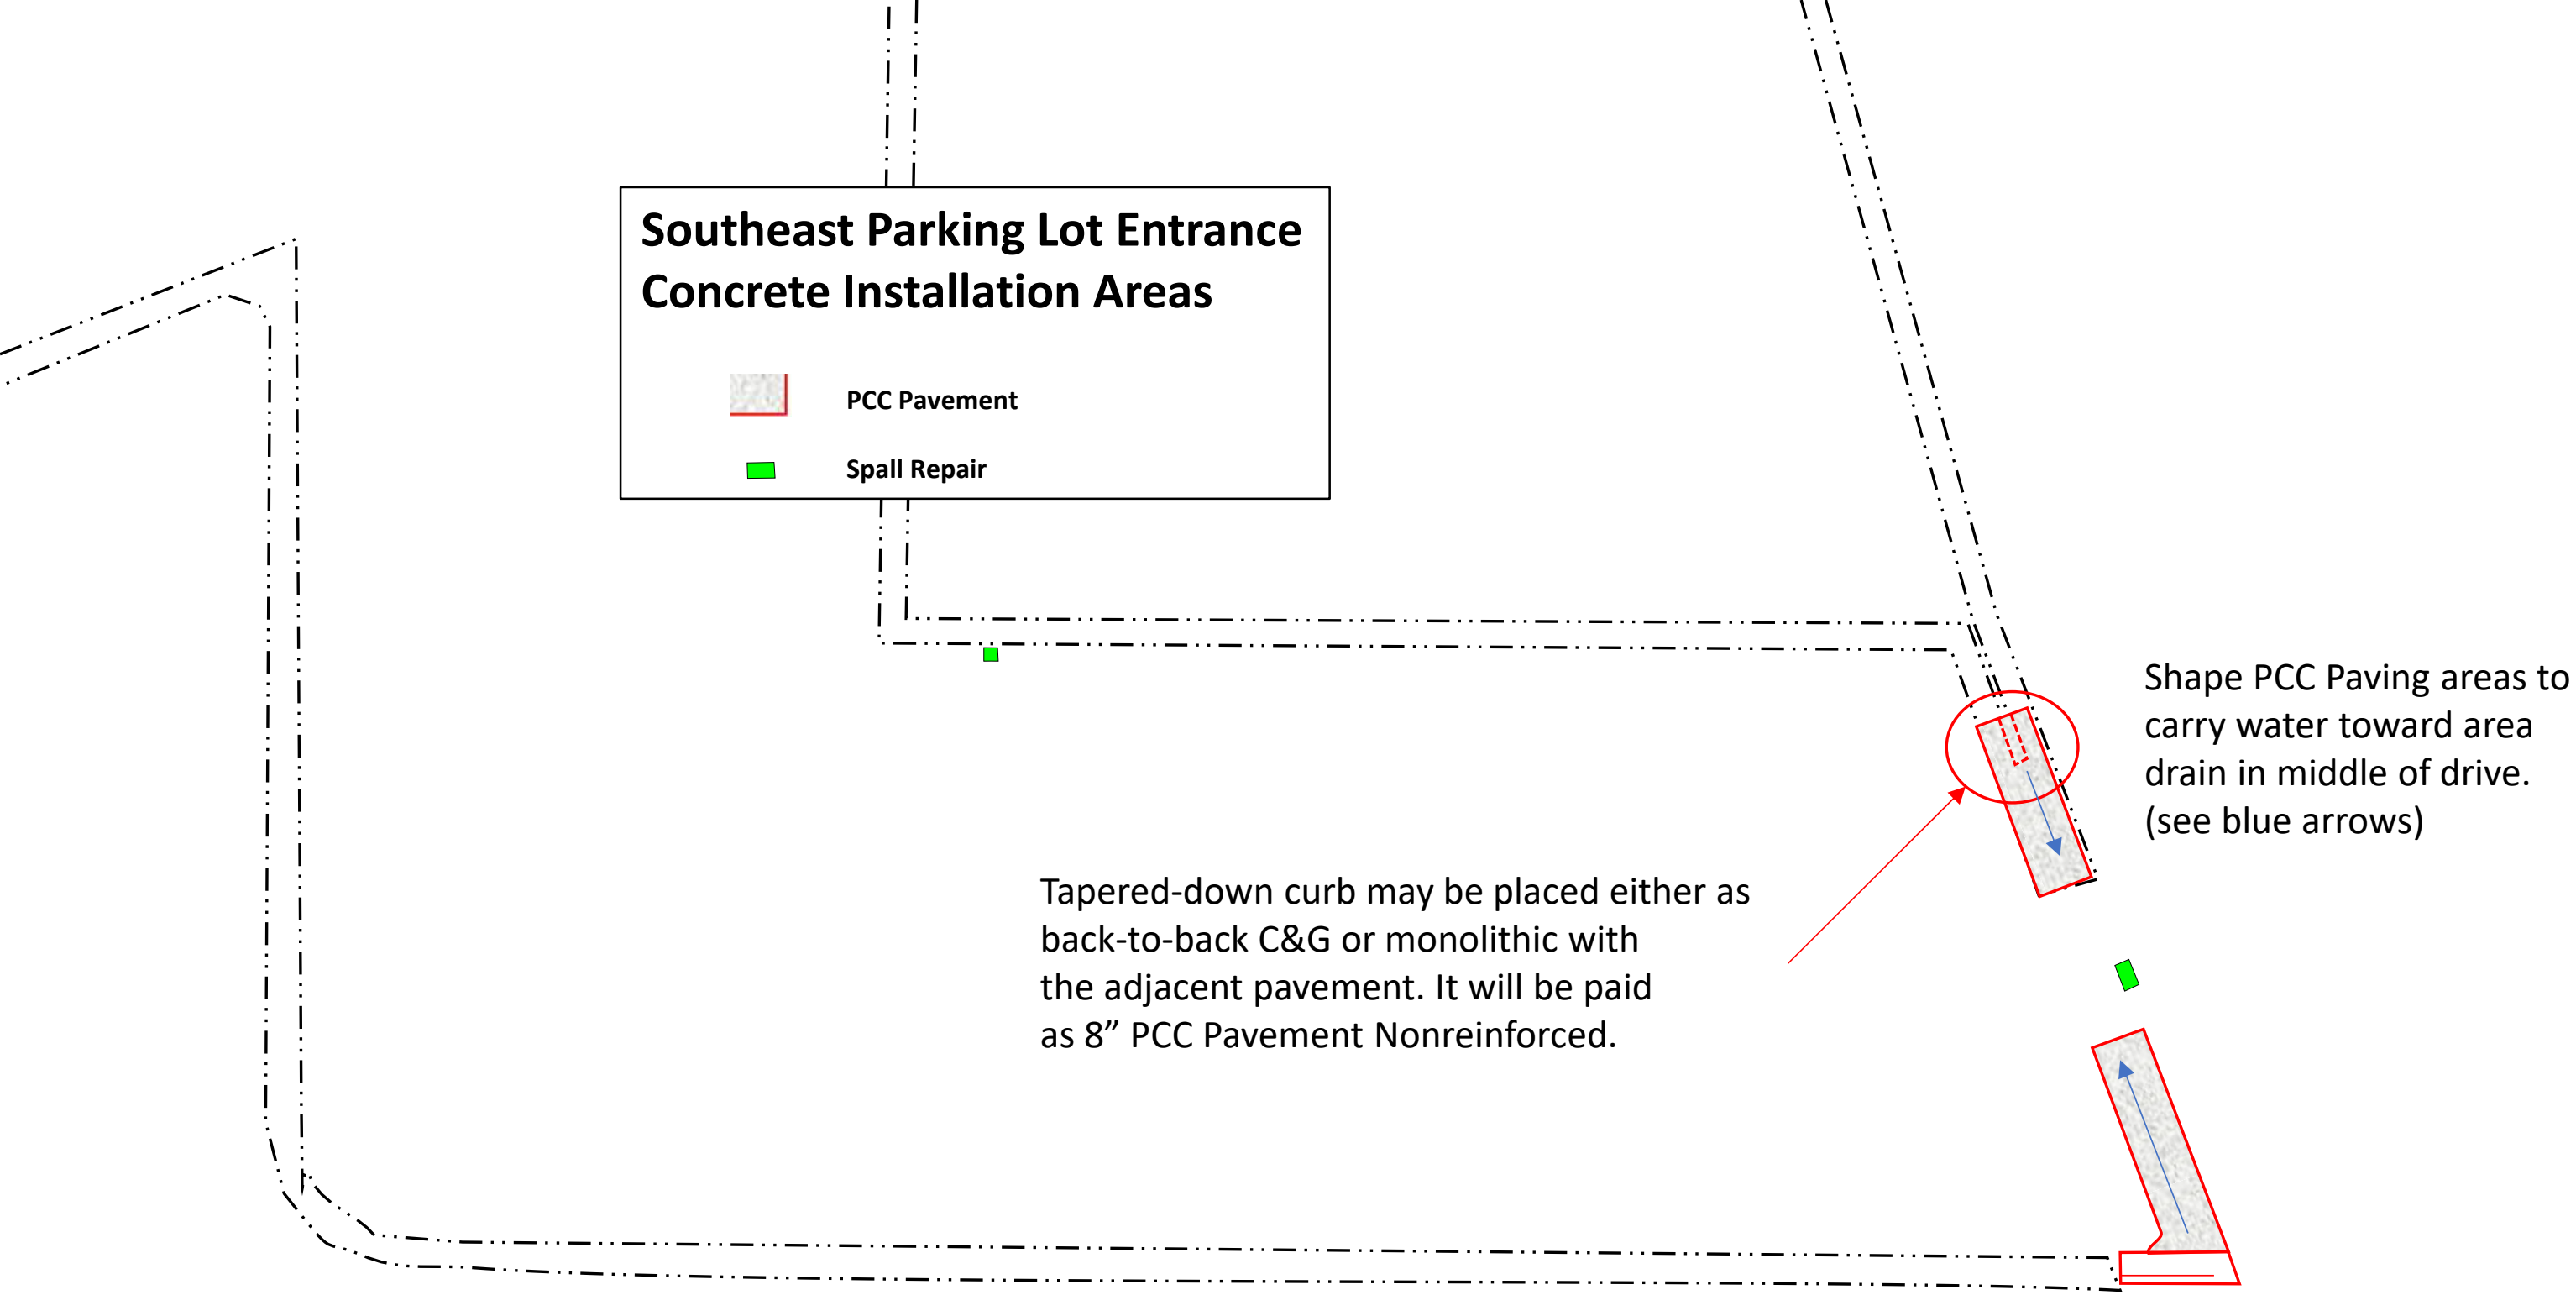 Southeast Parking Lot Entrance
Concrete Installation Areas
PCC Pavement
Spall Repair
Shape PCC Paving areas to
carry water toward area
drain in middle of drive.
(see blue arrows)
Tapered-down curb may be placed either as
back-to-back C&G or monolithic with
the adjacent pavement. It will be paid
as 8” PCC Pavement Nonreinforced.